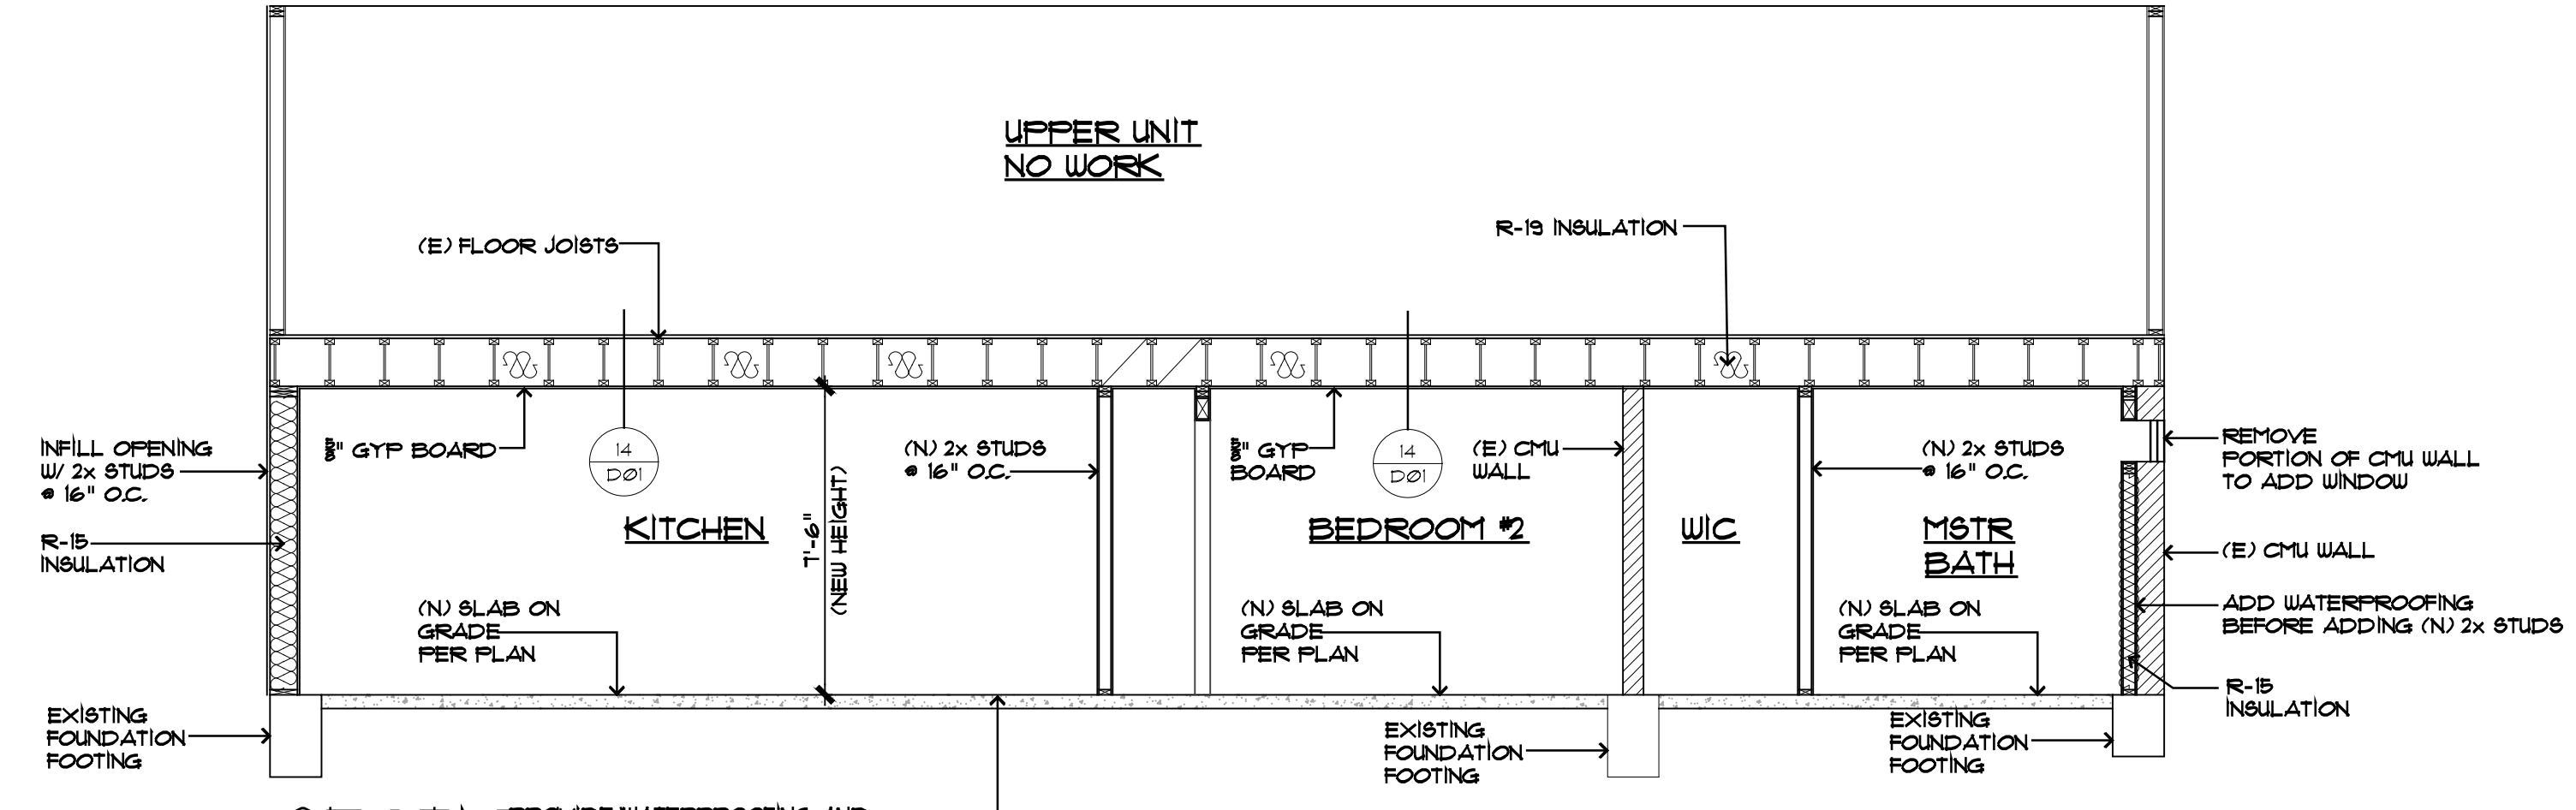 UPPER UNIT
NO WORK
(E) FLOOR JOISTS
R-19 INSULATION
INFILL OPENING
W/ 2x STUDS
@ 16" O.C.
R-15
INSULATION
GYP BOARD
14
D01
KITCHEN
7'-6"
(NEW HEIGHT)
(N) 2x STUDS
@ 16" O.C.
GYP
BOARD
14
D01
(E) CMU
WALL
BEDROOM #2
WIC
(N) 2x STUDS
@ 16" O.C.
MSTR
BATH
REMOVE
PORTION OF CMU WALL
TO ADD WINDOW
(E) CMU WALL
ADD WATERPROOFING
BEFORE ADDING (N) 2x STUDS
R-15
INSULATION
(N) SLAB ON
GRADE
PER PLAN
(N) SLAB ON
GRADE
PER PLAN
(N) SLAB ON
GRADE
PER PLAN
EXISTING
FOUNDATION
FOOTING
EXISTING
FOUNDATION
FOOTING
EXISTING
FOUNDATION
FOOTING
PROVIDE WATERPROOFING AND